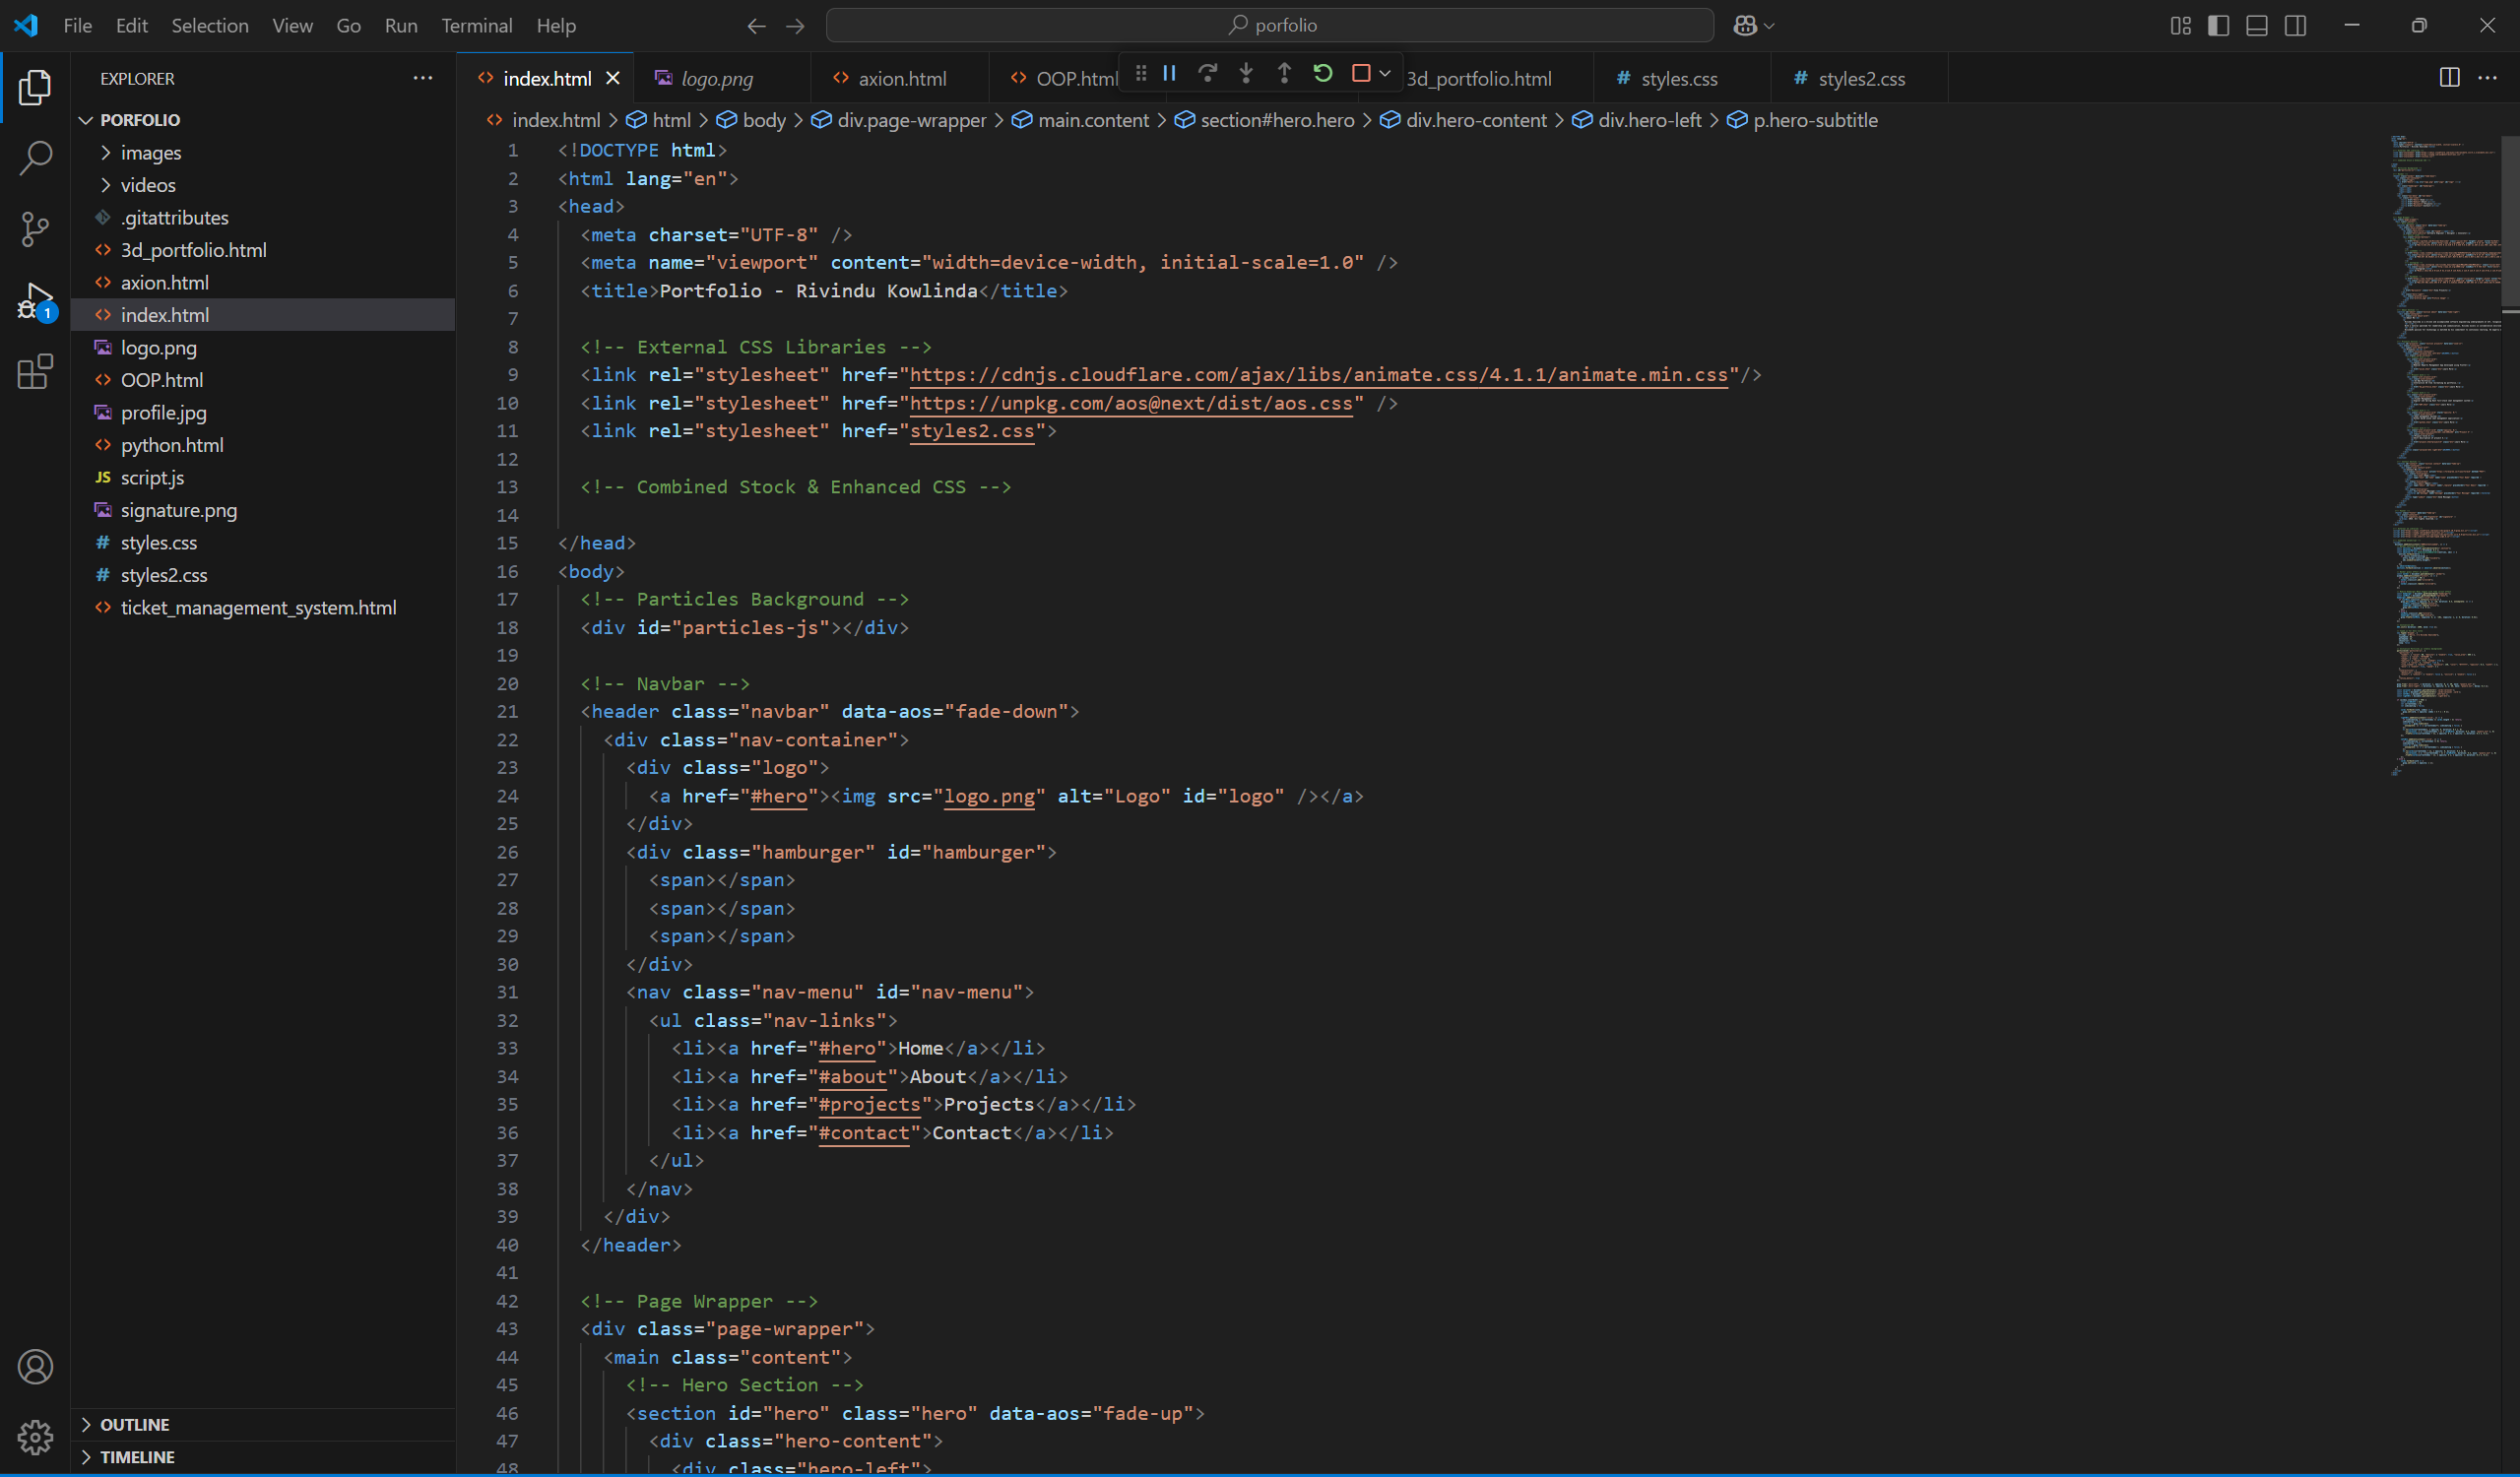 File Edit Selection View Go Run Terminal Help
porfolio
EXPLORER
PORFOLIO
images
videos
.gitattributes
3d_portfolio.html
axion.html
index.html
logo.png
OOP.html
profile.jpg
python.html
JS script.js
signature.png
# styles.css
# styles2.css
ticket_management_system.html
OUTLINE
TIMELINE
1
index.html logo.png axion.html OOP.html 3d_portfolio.html # styles.css # styles2.css
index.html > html > body > div.page-wrapper > main.content > section#hero.hero > div.hero-content > div.hero-left > p.hero-subtitle
1 <!DOCTYPE html>
2 <html lang="en">
3 <head>
4 <meta charset="UTF-8" />
5 <meta name="viewport" content="width=device-width, initial-scale=1.0" />
6 <title>Portfolio - Rivindu Kowlinda</title>
7
8 <!-- External CSS Libraries -->
9 <link rel="stylesheet" href="https://cdnjs.cloudflare.com/ajax/libs/animate.css/4.1.1/animate.min.css"/>
10 <link rel="stylesheet" href="https://unpkg.com/aos@next/dist/aos.css" />
11 <link rel="stylesheet" href="styles2.css">
12
13 <!-- Combined Stock & Enhanced CSS -->
14
15 </head>
16 <body>
17 <!-- Particles Background -->
18 <div id="particles-js"></div>
19
20 <!-- Navbar -->
21 <header class="navbar" data-aos="fade-down">
22 <div class="nav-container">
23 <div class="logo">
24 <a href="#hero"><img src="logo.png" alt="Logo" id="logo" /></a>
25 </div>
26 <div class="hamburger" id="hamburger">
27 <span></span>
28 <span></span>
29 <span></span>
30 </div>
31 <nav class="nav-menu" id="nav-menu">
32 <ul class="nav-links">
33 <li><a href="#hero">Home</a></li>
34 <li><a href="#about">About</a></li>
35 <li><a href="#projects">Projects</a></li>
36 <li><a href="#contact">Contact</a></li>
37 </ul>
38 </nav>
39 </div>
40 </header>
41
42 <!-- Page Wrapper -->
43 <div class="page-wrapper">
44 <main class="content">
45 <!-- Hero Section -->
46 <section id="hero" class="hero" data-aos="fade-up">
47 <div class="hero-content">
48 <div class="hero-left">